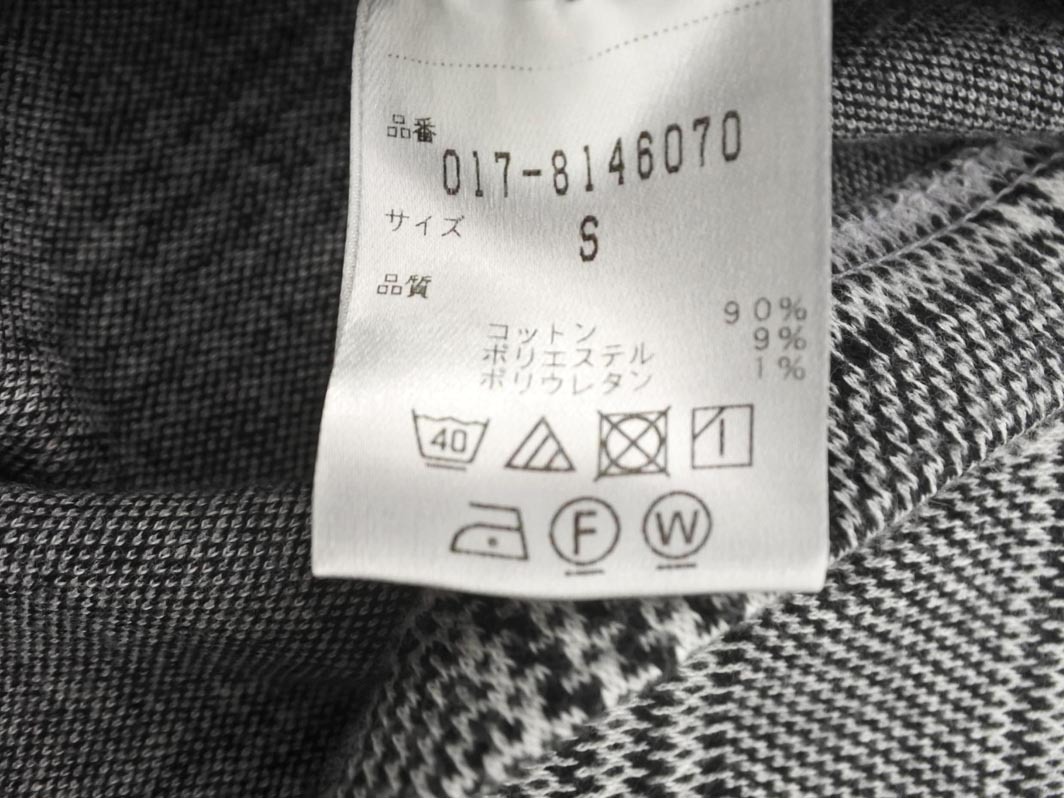 品番 017-8146070
サイズ S
品質
コットン 90%
ポリエステル 9%
ポリウレタン 1%
40
F W